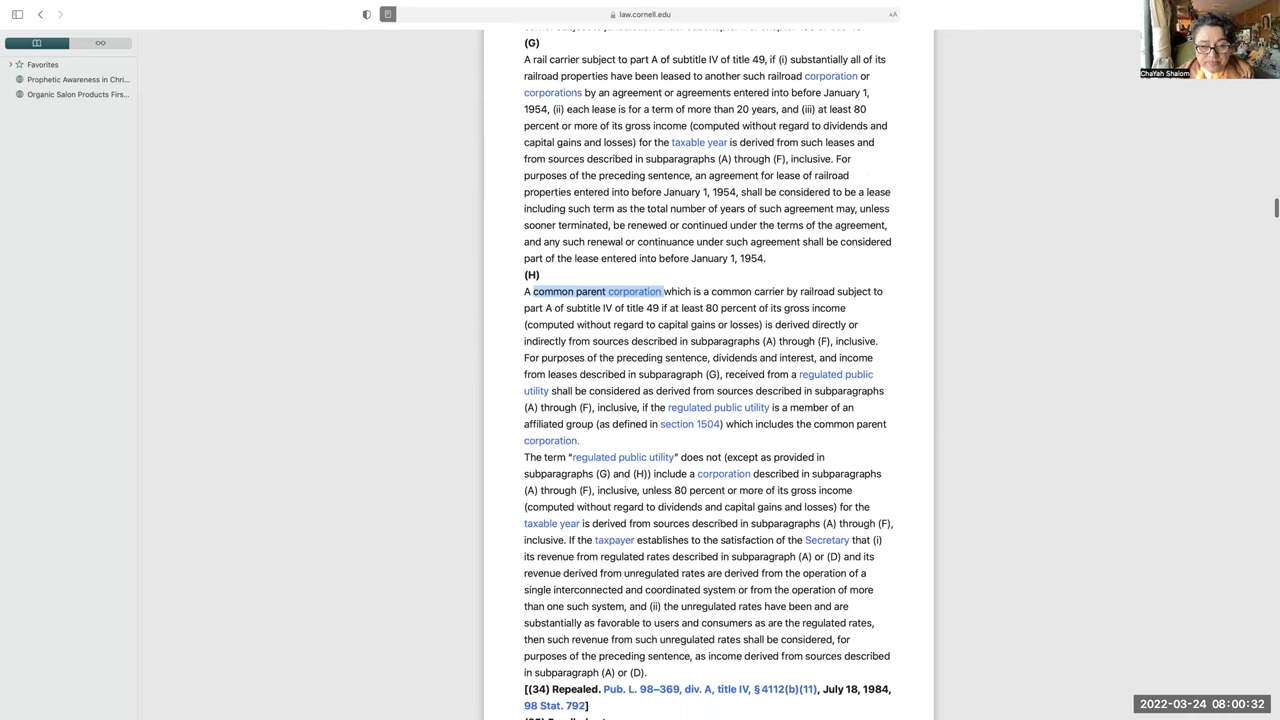 law.cornell.edu
AA
Favorites
Prophetic Awareness in Chri...
Organic Salon Products Firs...
ChaYah Shalom
(G)
A rail carrier subject to part A of subtitle IV of title 49, if (i) substantially all of its
railroad properties have been leased to another such railroad corporation or
corporations by an agreement or agreements entered into before January 1,
1954, (ii) each lease is for a term of more than 20 years, and (iii) at least 80
percent or more of its gross income (computed without regard to dividends and
capital gains and losses) for the taxable year is derived from such leases and
from sources described in subparagraphs (A) through (F), inclusive. For
purposes of the preceding sentence, an agreement for lease of railroad
properties entered into before January 1, 1954, shall be considered to be a lease
including such term as the total number of years of such agreement may, unless
sooner terminated, be renewed or continued under the terms of the agreement,
and any such renewal or continuance under such agreement shall be considered
part of the lease entered into before January 1, 1954.
(H)
A common parent corporation which is a common carrier by railroad subject to
part A of subtitle IV of title 49 if at least 80 percent of its gross income
(computed without regard to capital gains or losses) is derived directly or
indirectly from sources described in subparagraphs (A) through (F), inclusive.
For purposes of the preceding sentence, dividends and interest, and income
from leases described in subparagraph (G), received from a regulated public
utility shall be considered as derived from sources described in subparagraphs
(A) through (F), inclusive, if the regulated public utility is a member of an
affiliated group (as defined in section 1504) which includes the common parent
corporation.
The term “regulated public utility” does not (except as provided in
subparagraphs (G) and (H)) include a corporation described in subparagraphs
(A) through (F), inclusive, unless 80 percent or more of its gross income
(computed without regard to dividends and capital gains and losses) for the
taxable year is derived from sources described in subparagraphs (A) through (F),
inclusive. If the taxpayer establishes to the satisfaction of the Secretary that (i)
its revenue from regulated rates described in subparagraph (A) or (D) and its
revenue derived from unregulated rates are derived from the operation of a
single interconnected and coordinated system or from the operation of more
than one such system, and (ii) the unregulated rates have been and are
substantially as favorable to users and consumers as are the regulated rates,
then such revenue from such unregulated rates shall be considered, for
purposes of the preceding sentence, as income derived from sources described
in subparagraph (A) or (D).
[(34) Repealed. Pub. L. 98–369, div. A, title IV, § 4112(b)(11), July 18, 1984,
98 Stat. 792]
2022-03-24 08:00:32